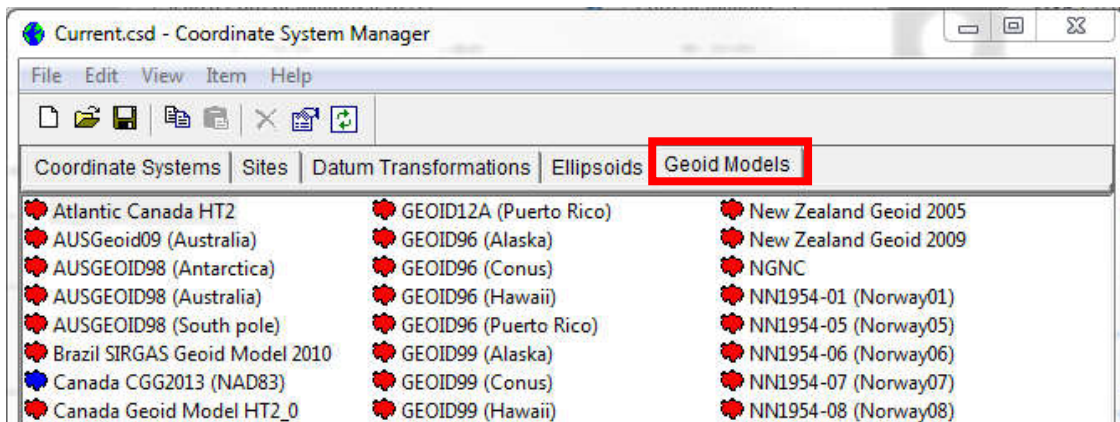 Current.csd - Coordinate System Manager
File Edit View Item Help
Coordinate Systems Sites Datum Transformations Ellipsoids Geoid Models
Atlantic Canada HT2
AUSGeoid09 (Australia)
AUSGEOID98 (Antarctica)
AUSGEOID98 (Australia)
AUSGEOID98 (South pole)
Brazil SIRGAS Geoid Model 2010
Canada CGG2013 (NAD83)
Canada Geoid Model HT2_0
GEOID12A (Puerto Rico)
GEOID96 (Alaska)
GEOID96 (Conus)
GEOID96 (Hawaii)
GEOID96 (Puerto Rico)
GEOID99 (Alaska)
GEOID99 (Conus)
GEOID99 (Hawaii)
New Zealand Geoid 2005
New Zealand Geoid 2009
NGNC
NN1954-01 (Norway01)
NN1954-05 (Norway05)
NN1954-06 (Norway06)
NN1954-07 (Norway07)
NN1954-08 (Norway08)